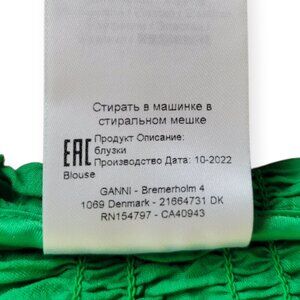 Стирать в машинке в
стиральном мешке
EAC Продукт Описание:
блузки
Производство Дата: 10-2022
Blouse
GANNI - Bremerholm 4
1069 Denmark - 21664731 DK
RN154797 - CA40943